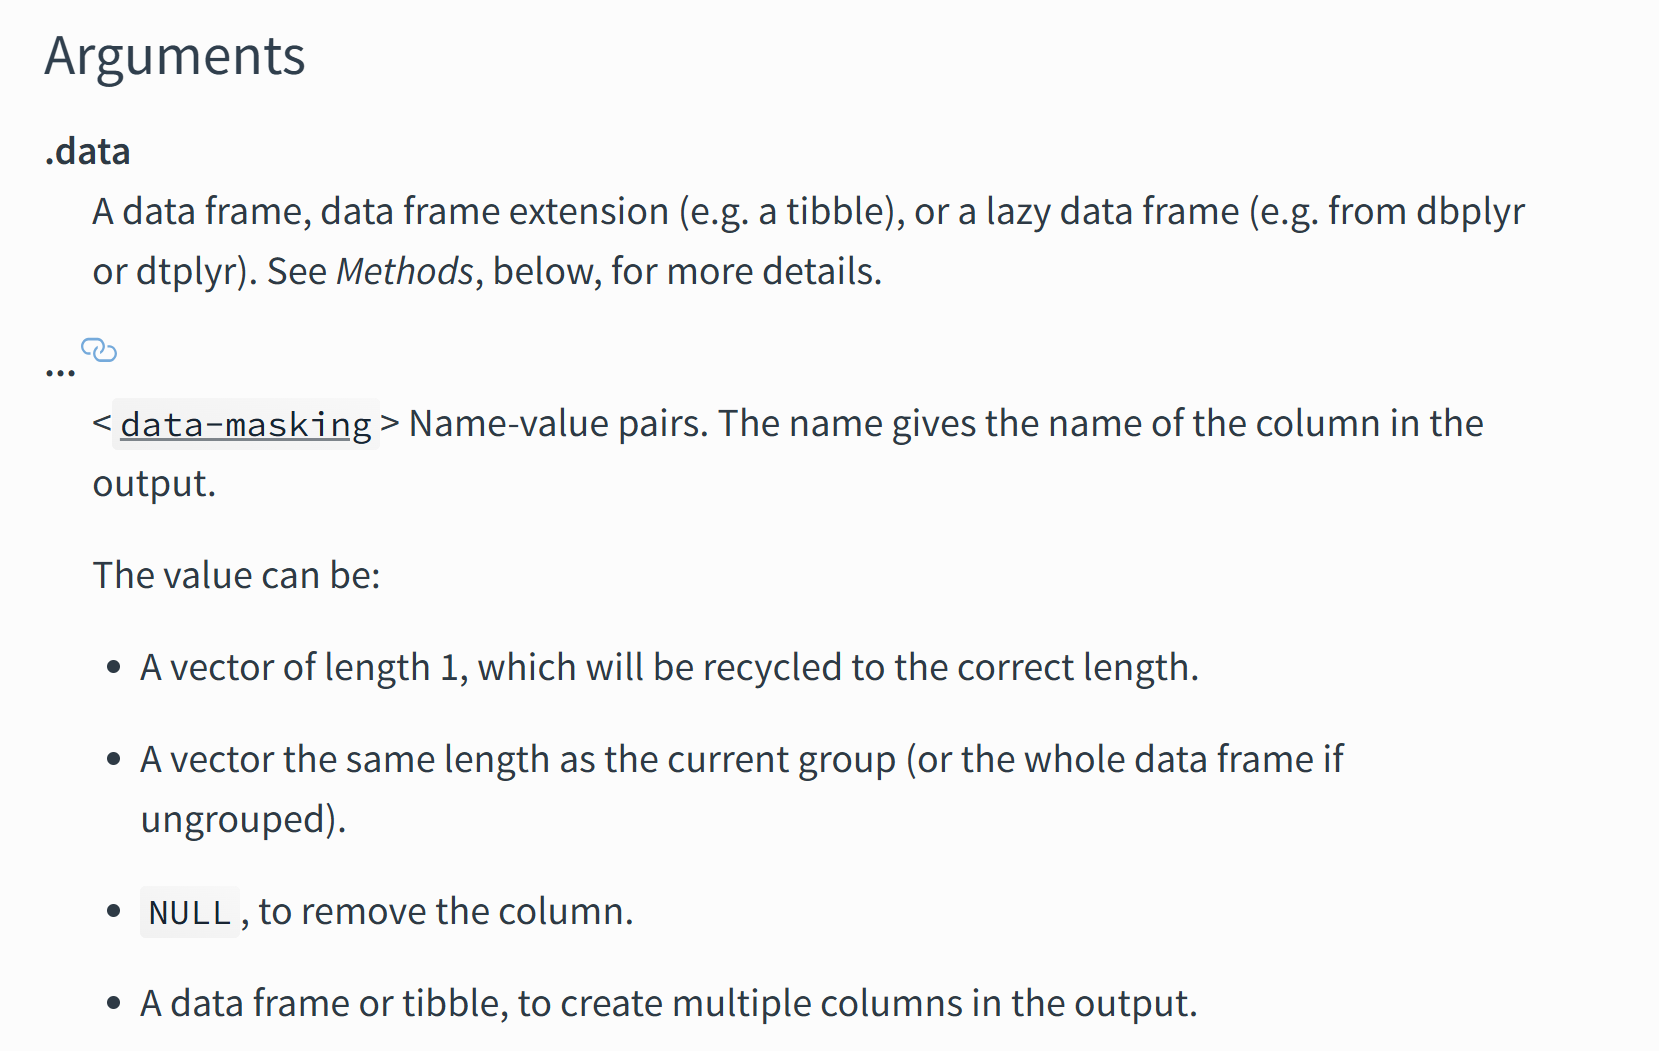 Arguments
.data
A data frame, data frame extension (e.g. a tibble), or a lazy data frame (e.g. from dbplyr
or dtplyr). See Methods, below, for more details.
...
<data-masking> Name-value pairs. The name gives the name of the column in the
output.
The value can be:
• A vector of length 1, which will be recycled to the correct length.
• A vector the same length as the current group (or the whole data frame if
ungrouped).
• NULL, to remove the column.
• A data frame or tibble, to create multiple columns in the output.